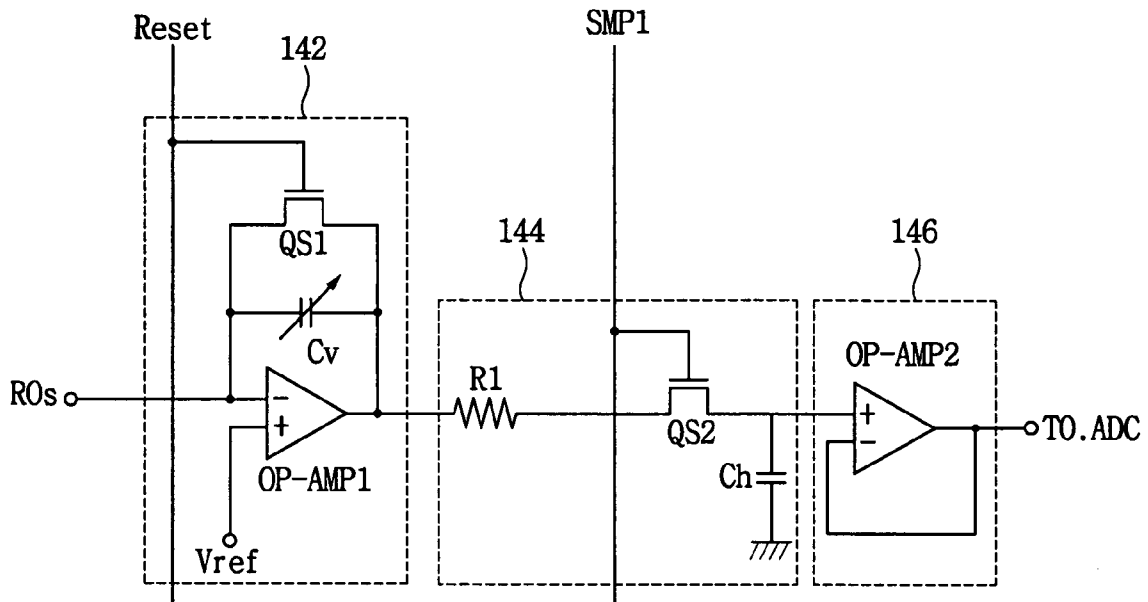 Reset
SMP1
142
QS1
144
146
Cv
OP-AMP2
R1
ROs
-
+
QS2
+
-
TO.ADC
OP-AMP1
Ch
Vref